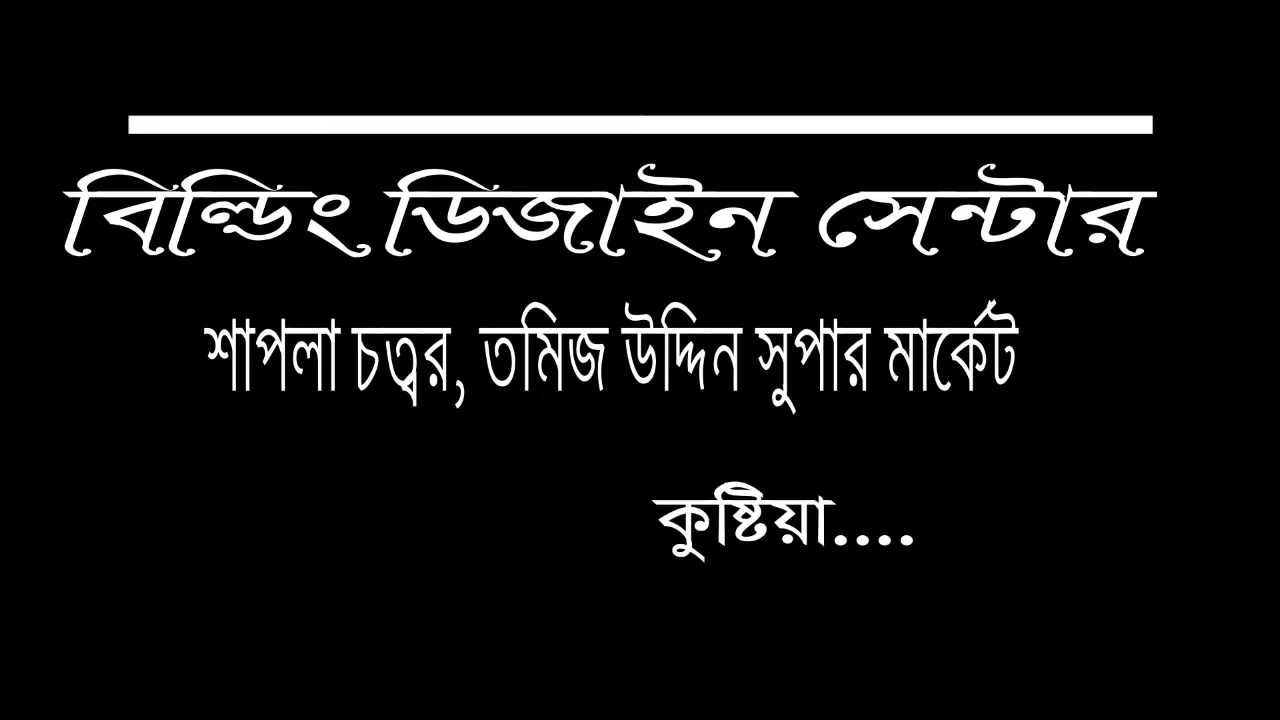 বিল্ডিং ডিজাইন সেন্টার
শাপলা চত্বর, তমিজ উদ্দিন সুপার মার্কেট
কুষ্টিয়া....